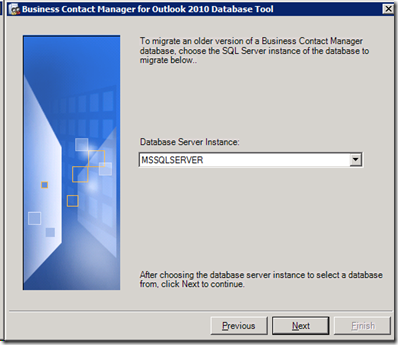 Business Contact Manager for Outlook 2010 Database Tool
To migrate an older version of a Business Contact Manager
database, choose the SQL Server instance of the database to
migrate below..
Database Server Instance:
MSSQLSERVER
After choosing the database server instance to select a database
from, click Next to continue.
Previous
Next
Finish